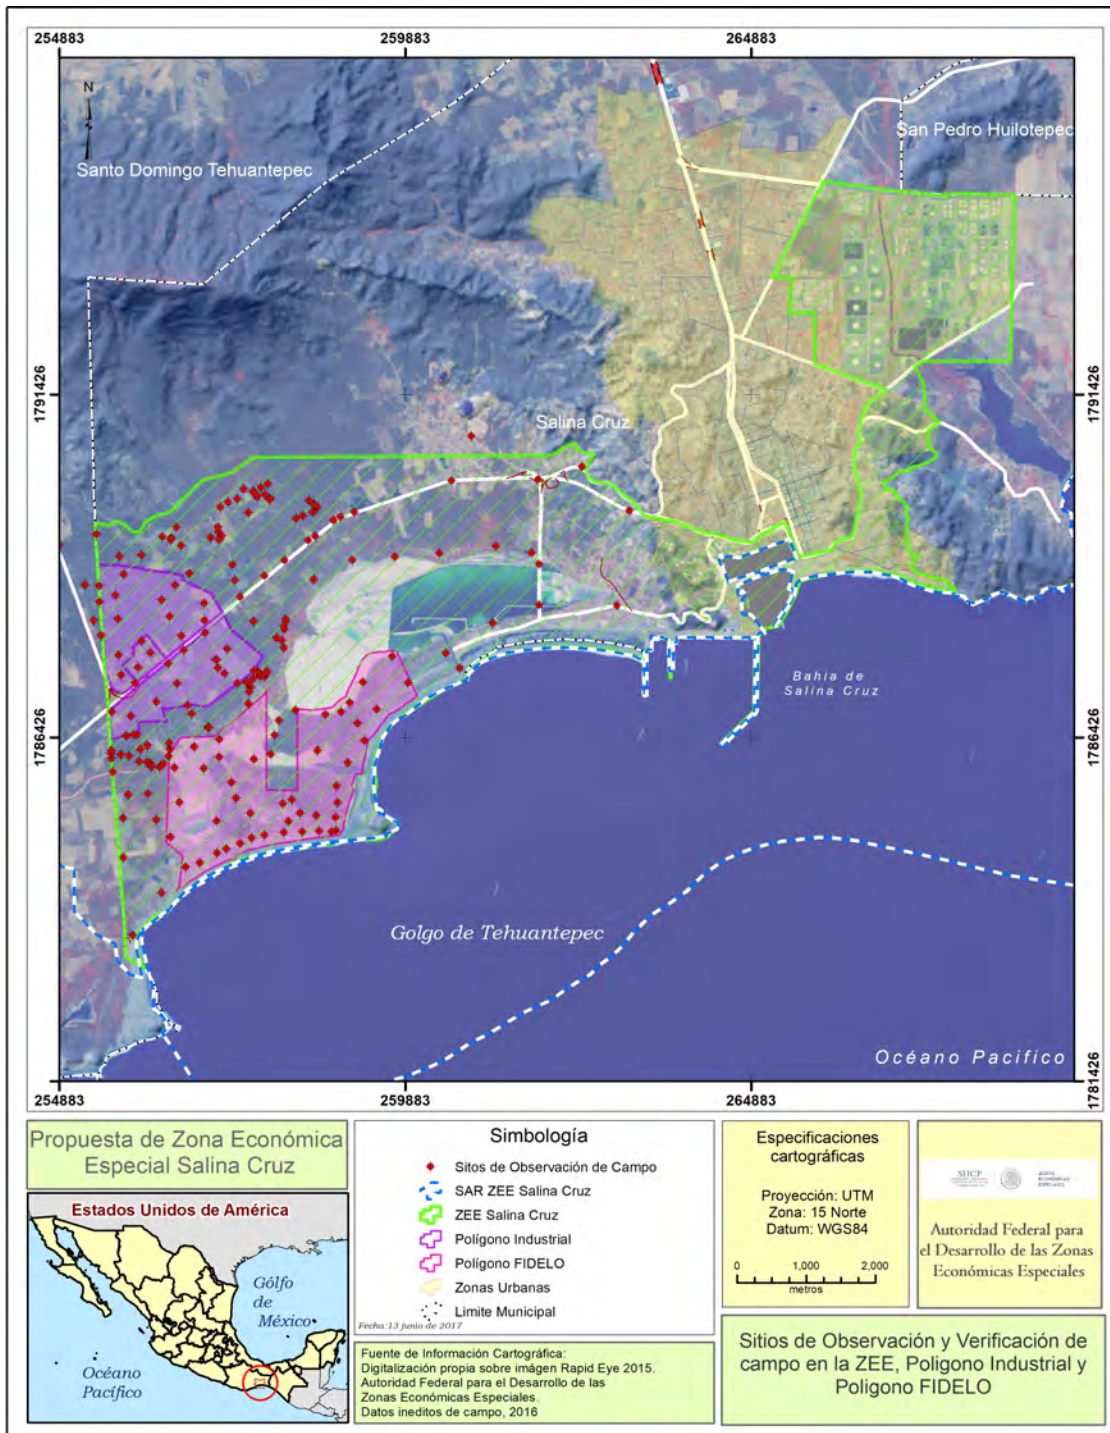 254883
259883
264883
N
San Pedro Huilotepec
Santo Domingo Tehuantepec
1791426
1791426
Salina Cruz
Bahia de
Salina Cruz
1786426
1786426
Golgo de Tehuantepec
Océano Pacifico
1781426
254883
259883
264883
Propuesta de Zona Económica
Especial Salina Cruz
Estados Unidos de América
Gólfo
de
México
Océano
Pacífico
Simbología
Sitos de Observación de Campo
SAR ZEE Salina Cruz
ZEE Salina Cruz
Polígono Industrial
Polígono FIDELO
Zonas Urbanas
Limite Municipal
Fecha:13 junio de 2017
Fuente de Información Cartográfica:
Digitalización propia sobre imágen Rapid Eye 2015.
Autoridad Federal para el Desarrollo de las
Zonas Económicas Especiales.
Datos ineditos de campo, 2016
Especificaciones
cartográficas
Proyección: UTM
Zona: 15 Norte
Datum: WGS84
0 1,000 2,000
metros
SHCP
ZONAS
ECONÓMICAS
ESPECIALES
Autoridad Federal para
el Desarrollo de las Zonas
Económicas Especiales
Sitios de Observación y Verificación de
campo en la ZEE, Poligono Industrial y
Poligono FIDELO